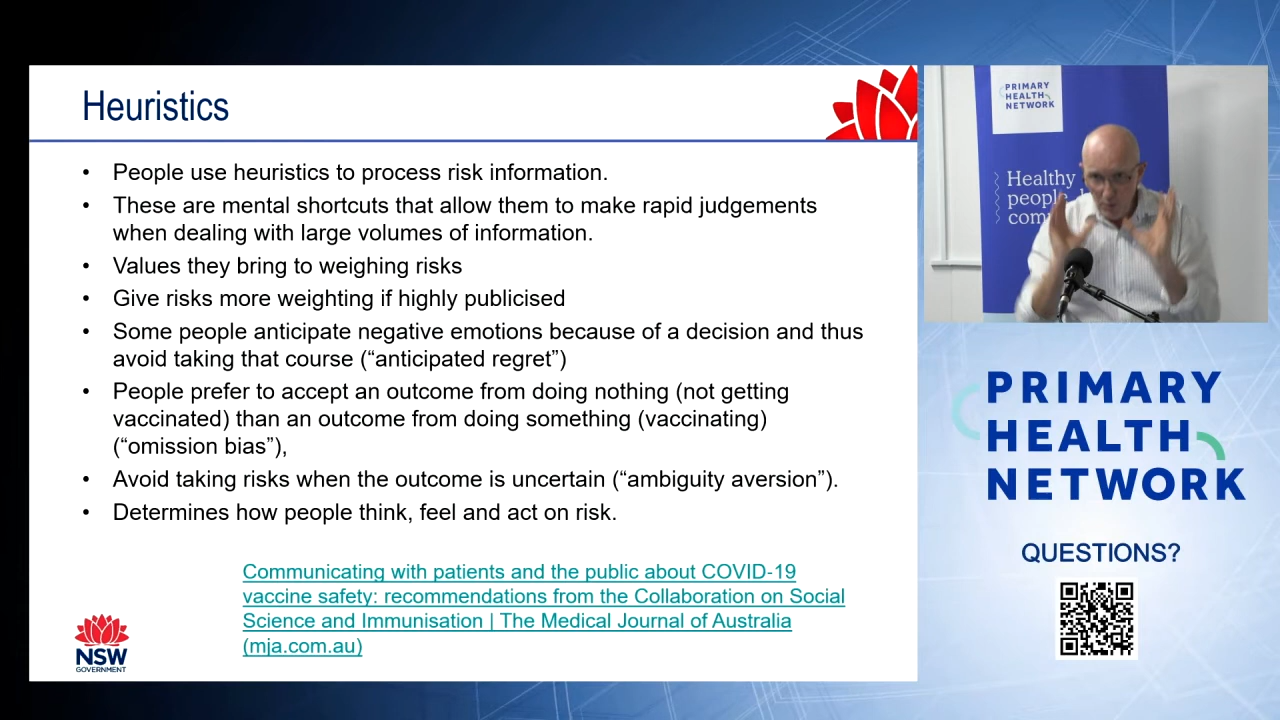 Heuristics
• People use heuristics to process risk information.
• These are mental shortcuts that allow them to make rapid judgements
when dealing with large volumes of information.
• Values they bring to weighing risks
• Give risks more weighting if highly publicised
• Some people anticipate negative emotions because of a decision and thus
avoid taking that course (“anticipated regret”)
• People prefer to accept an outcome from doing nothing (not getting
vaccinated) than an outcome from doing something (vaccinating)
(“omission bias”),
• Avoid taking risks when the outcome is uncertain (“ambiguity aversion”).
• Determines how people think, feel and act on risk.
Communicating with patients and the public about COVID-19
vaccine safety: recommendations from the Collaboration on Social
Science and Immunisation | The Medical Journal of Australia
(mja.com.au)
NSW
GOVERNMENT
PRIMARY
HEALTH
NETWORK
Healthy
people
PRIMARY
HEALTH
NETWORK
QUESTIONS?